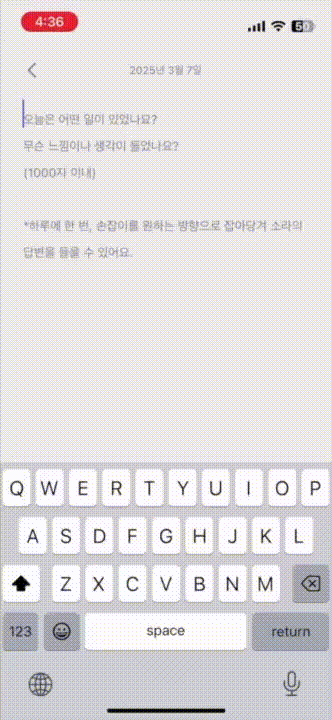 4:36
50
2025년 3월 7일
오늘은 어떤 일이 있었나요?
무슨 느낌이나 생각이 들었나요?
(1000자 이내)
*하루에 한 번, 손잡이를 원하는 방향으로 잡아당겨 소라의
답변을 들을 수 있어요.
Q W E R T Y U I O P
A S D F G H J K L
Z X C V B N M
123 space return